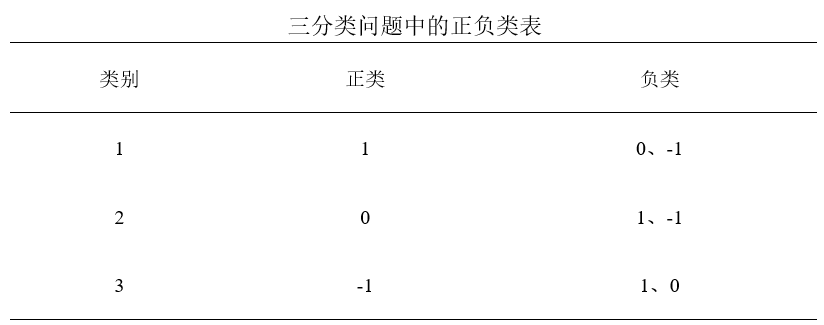 三分类问题中的正负类表
类别 正类 负类
1 1 0、-1
2 0 1、-1
3 -1 1、0